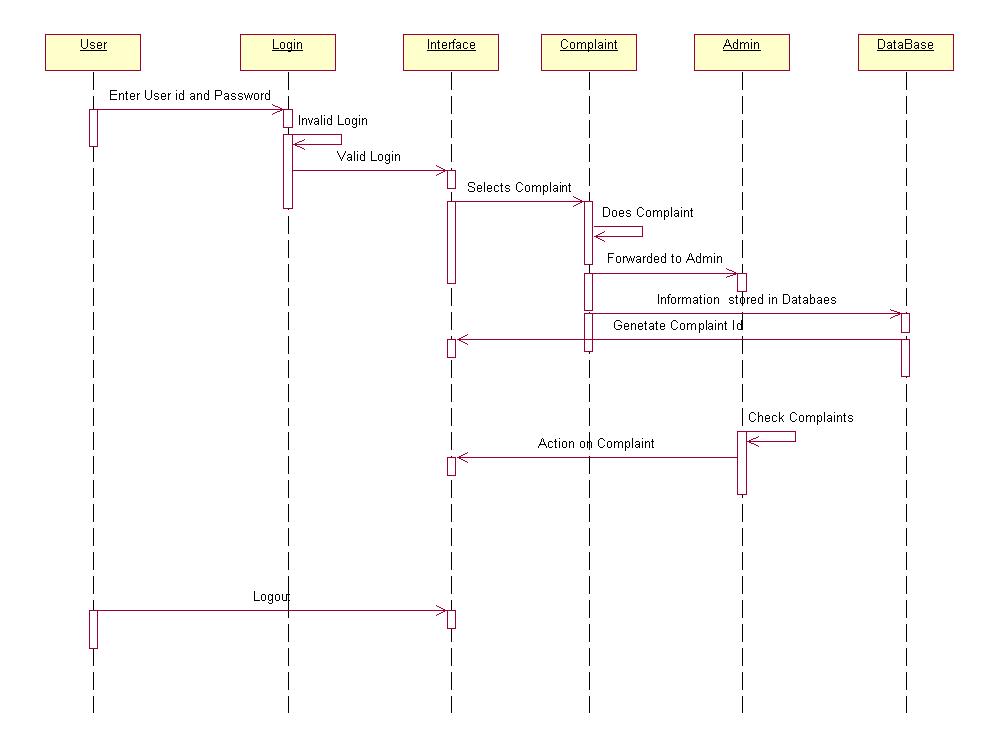 User
Login
Interface
Complaint
Admin
DataBase
Enter User id and Password
Invalid Login
Valid Login
Selects Complaint
Does Complaint
Forwarded to Admin
Information stored in Databaes
Genetate Complaint Id
Check Complaints
Action on Complaint
Logout